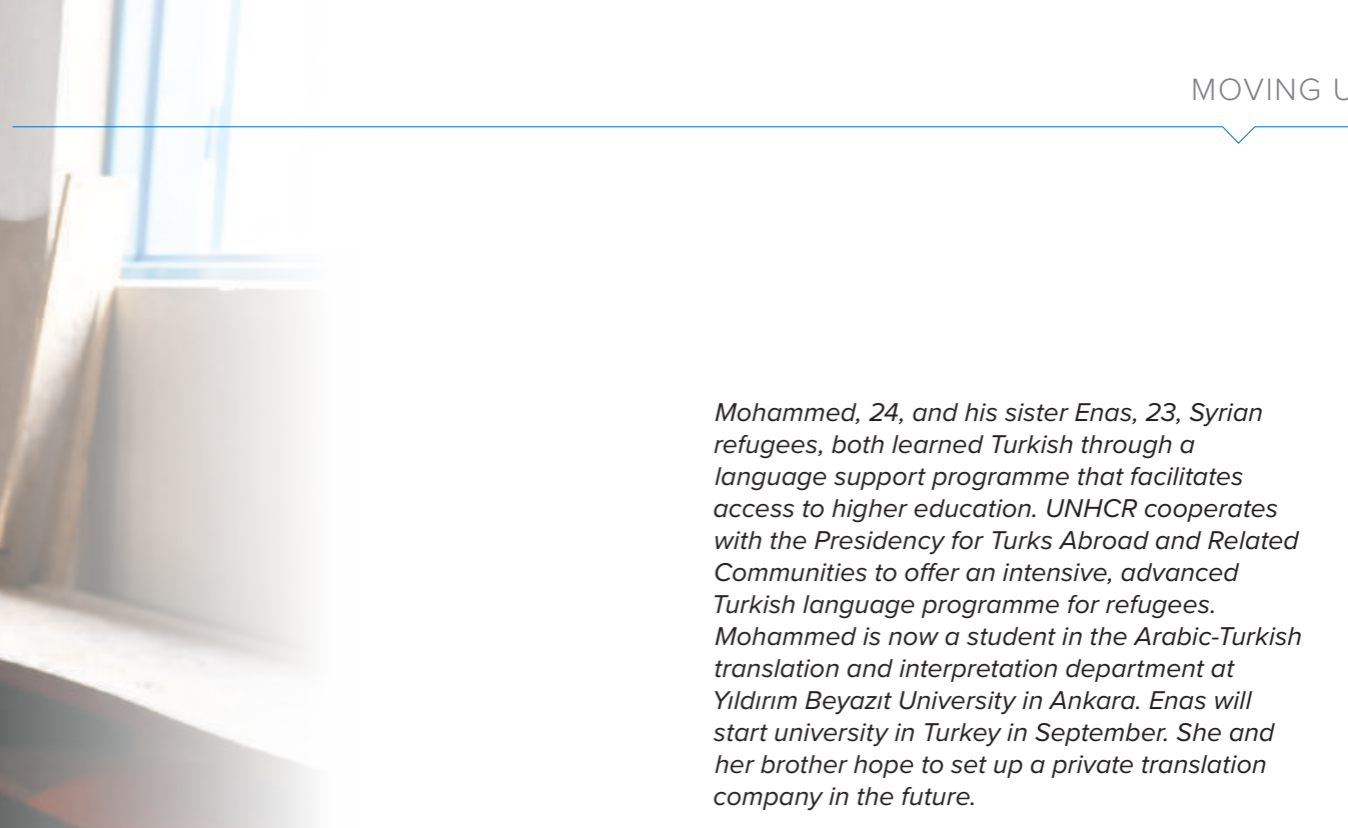 MOVING U
Mohammed, 24, and his sister Enas, 23, Syrian
refugees, both learned Turkish through a
language support programme that facilitates
access to higher education. UNHCR cooperates
with the Presidency for Turks Abroad and Related
Communities to offer an intensive, advanced
Turkish language programme for refugees.
Mohammed is now a student in the Arabic-Turkish
translation and interpretation department at
Yıldırım Beyazıt University in Ankara. Enas will
start university in Turkey in September. She and
her brother hope to set up a private translation
company in the future.